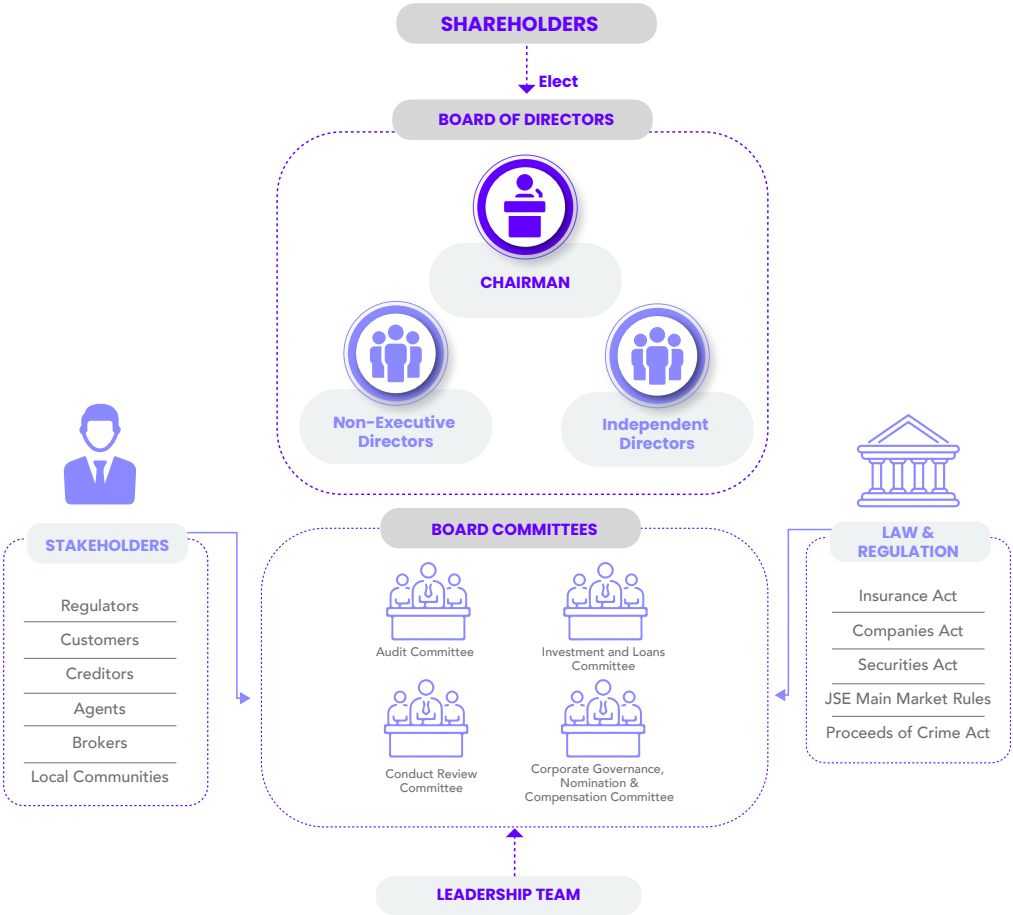 SHAREHOLDERS
Elect
BOARD OF DIRECTORS
CHAIRMAN
Non-Executive
Directors
Independent
Directors
STAKEHOLDERS
Regulators
Customers
Creditors
Agents
Brokers
Local Communities
BOARD COMMITTEES
Audit Committee
Investment and Loans
Committee
Conduct Review
Committee
Corporate Governance,
Nomination &
Compensation Committee
LAW &
REGULATION
Insurance Act
Companies Act
Securities Act
JSE Main Market Rules
Proceeds of Crime Act
LEADERSHIP TEAM